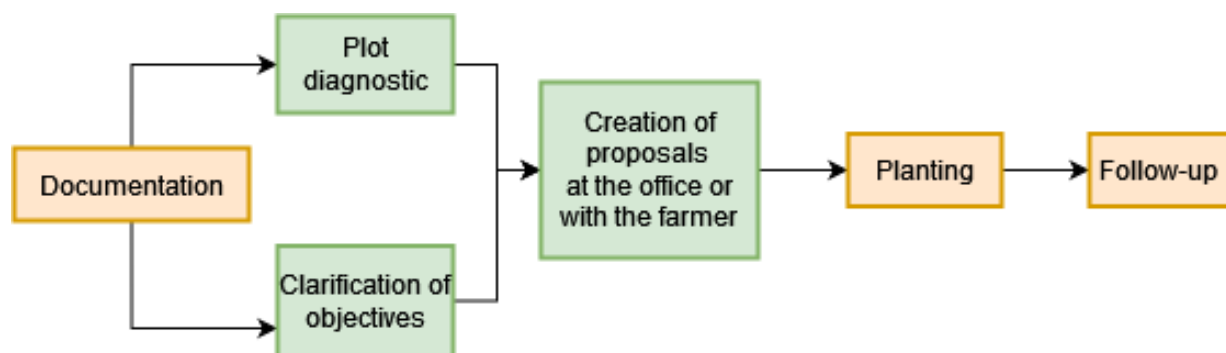 Plot
diagnostic
Documentation
Clarification of
objectives
Creation of
proposals
at the office or
with the farmer
Planting
Follow-up